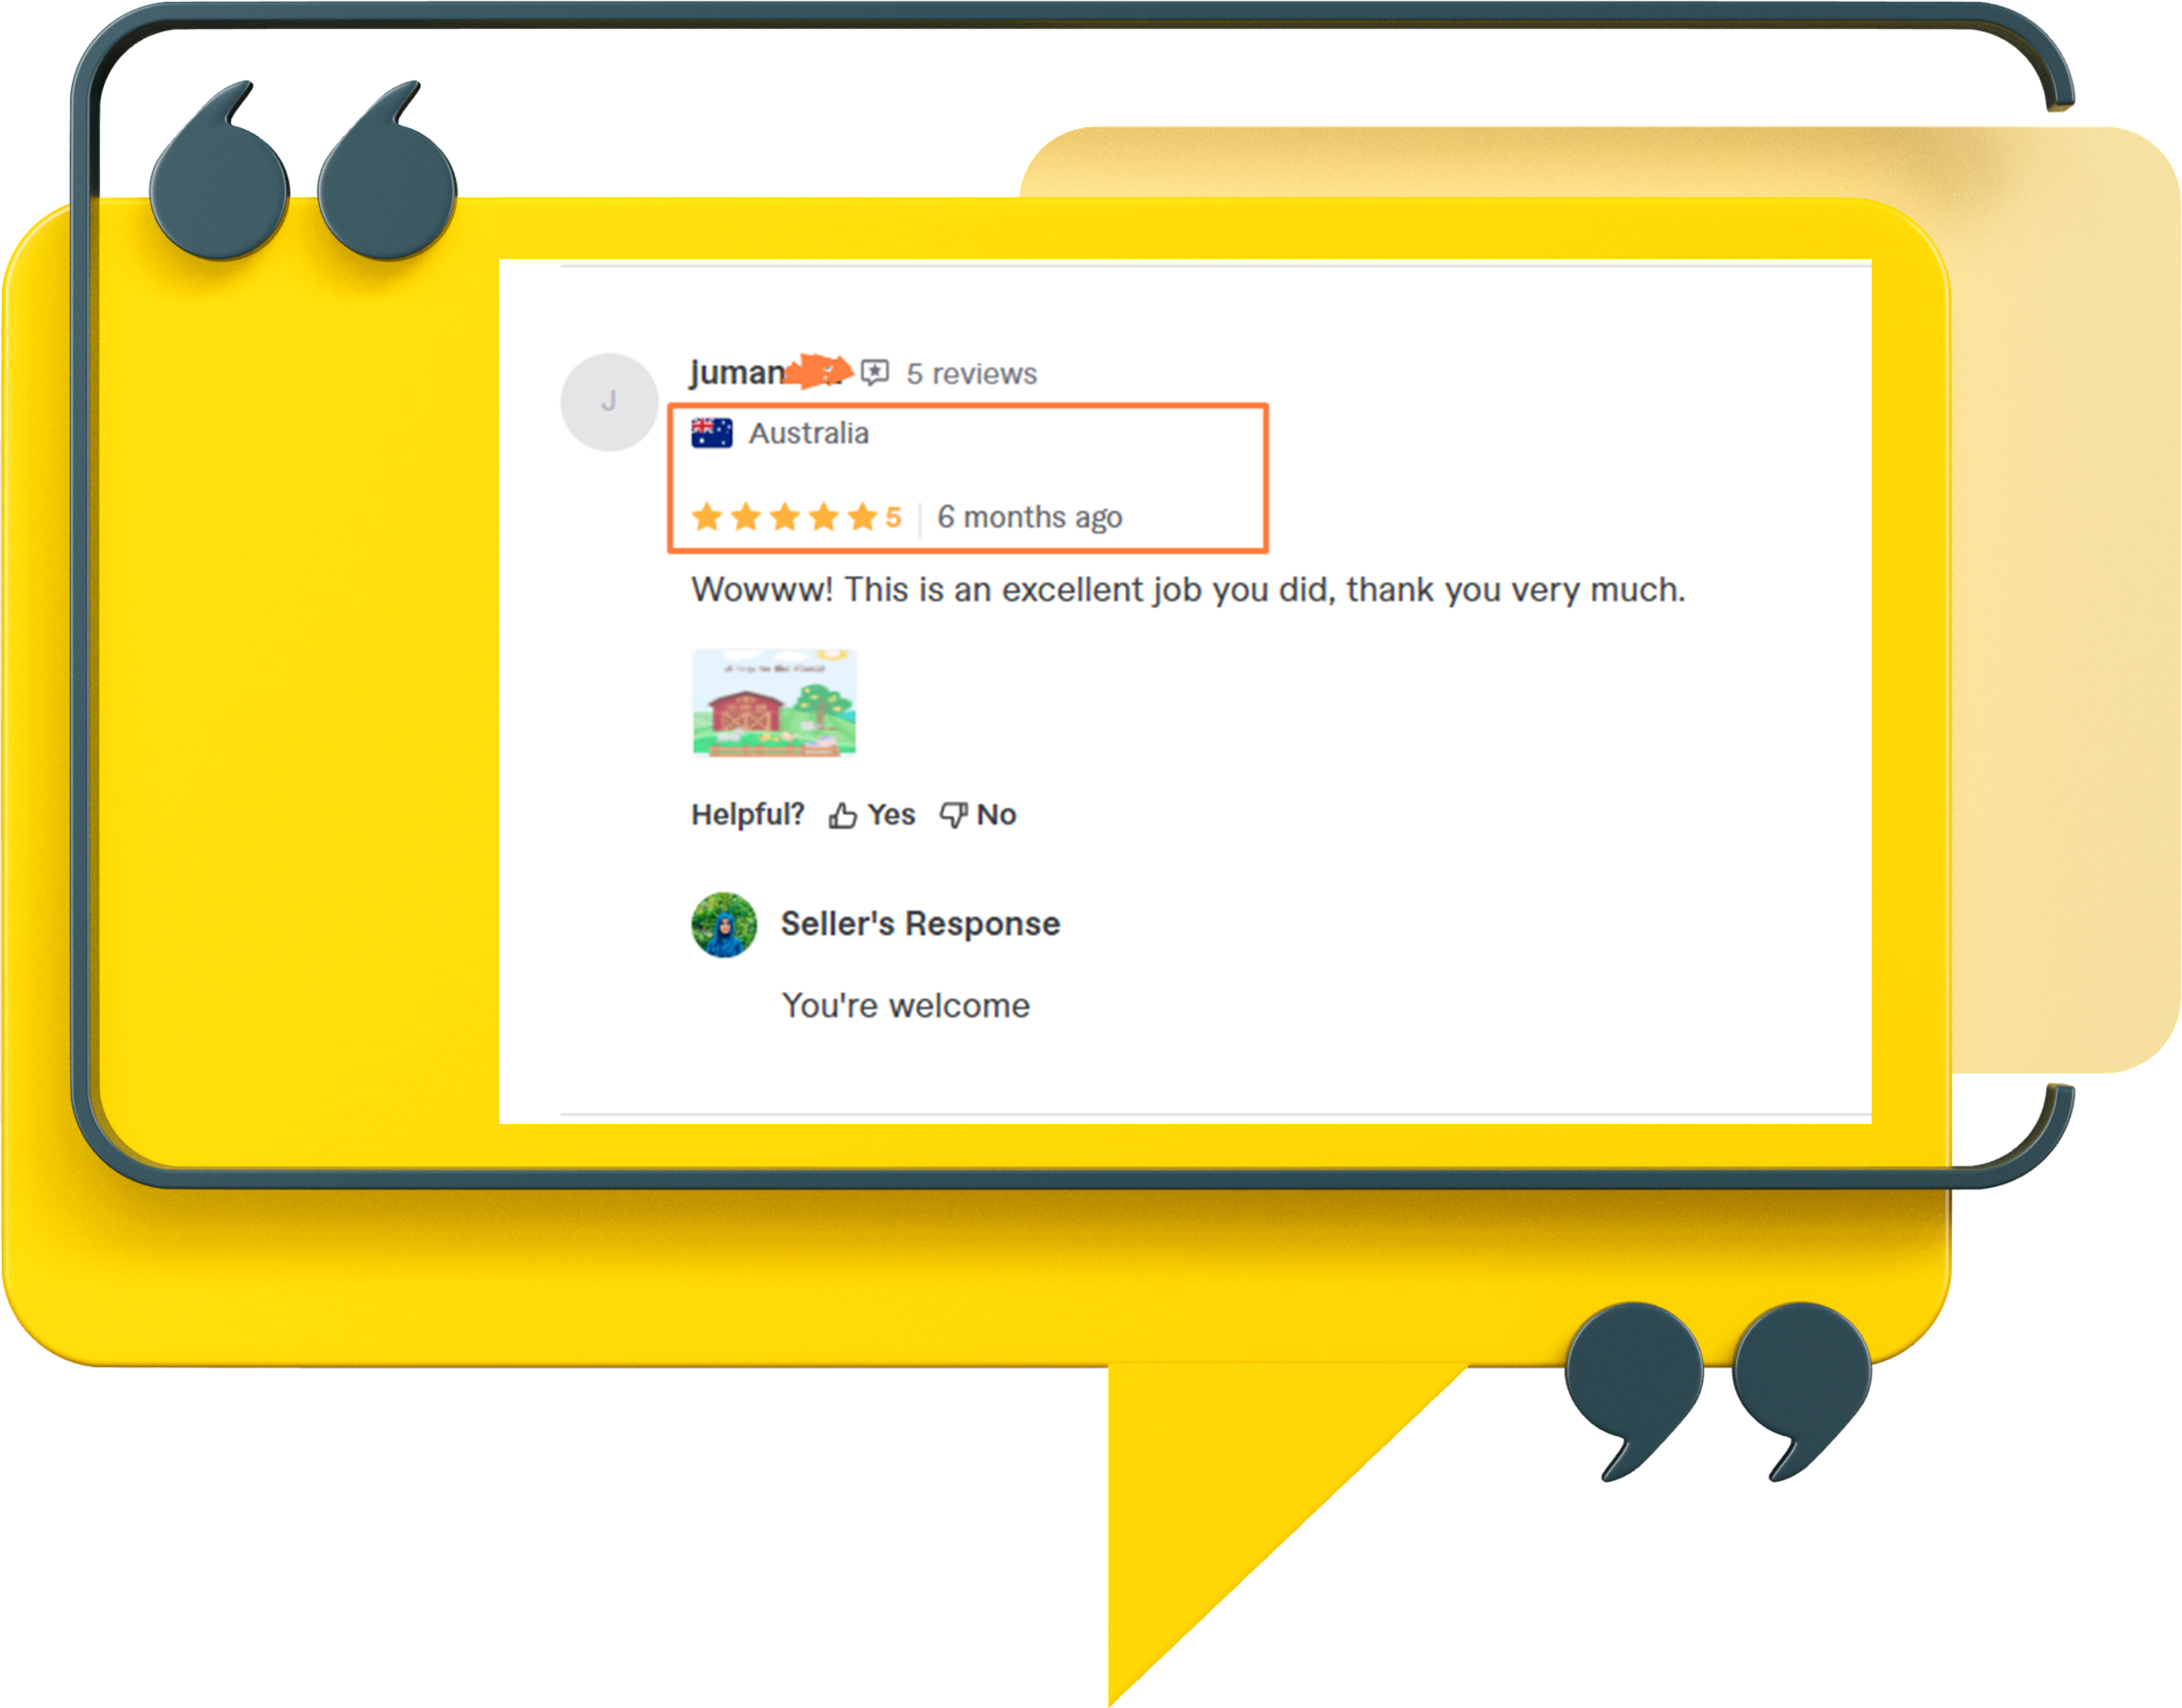 J
juman
5 reviews
Australia
5
6 months ago
Wowww! This is an excellent job you did, thank you very much.
Helpful? Yes No
Seller's Response
You're welcome